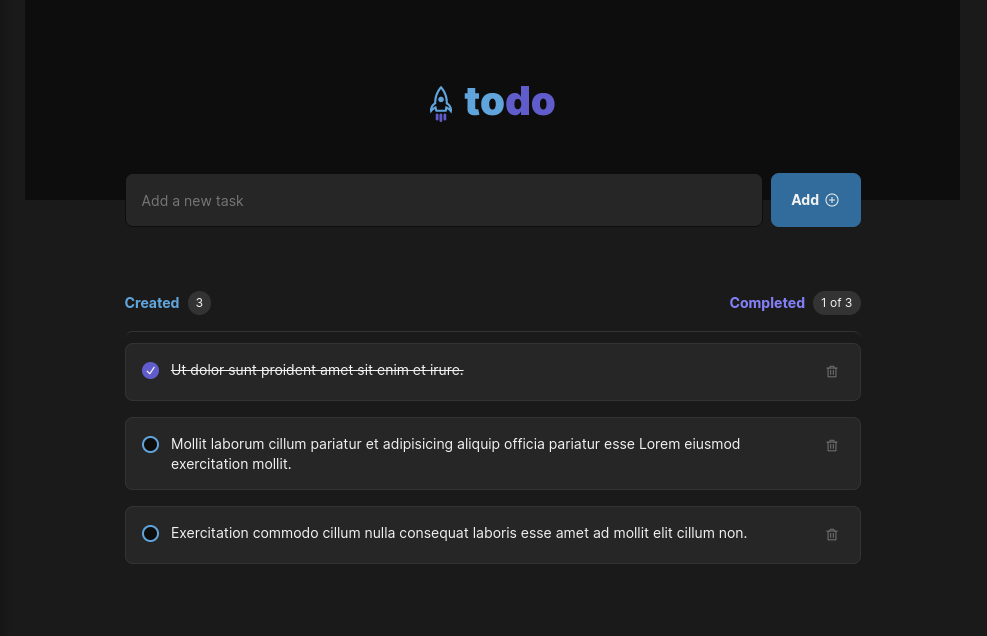 todo
Add a new task
Add
Created 3
Completed 1 of 3
Ut dolor sunt proident amet sit enim et irure.
Mollit laborum cillum pariatur et adipisicing aliquip officia pariatur esse Lorem eiusmod
exercitation mollit.
Exercitation commodo cillum nulla consequat laboris esse amet ad mollit elit cillum non.